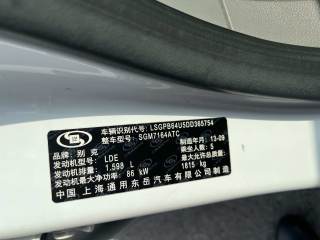 车辆识别代号: LSGPB64U5DD365754
整车型号: SGM7164ATC
品牌: 别克 制造年月: 13-09
发动机型号: LDE 乘坐人数: 5
发动机排量: 1.598 L 最大允许总质量:
发动机最大净功率: 86 kW 1815 kg
中国 上海通用东岳汽车有限公司制造